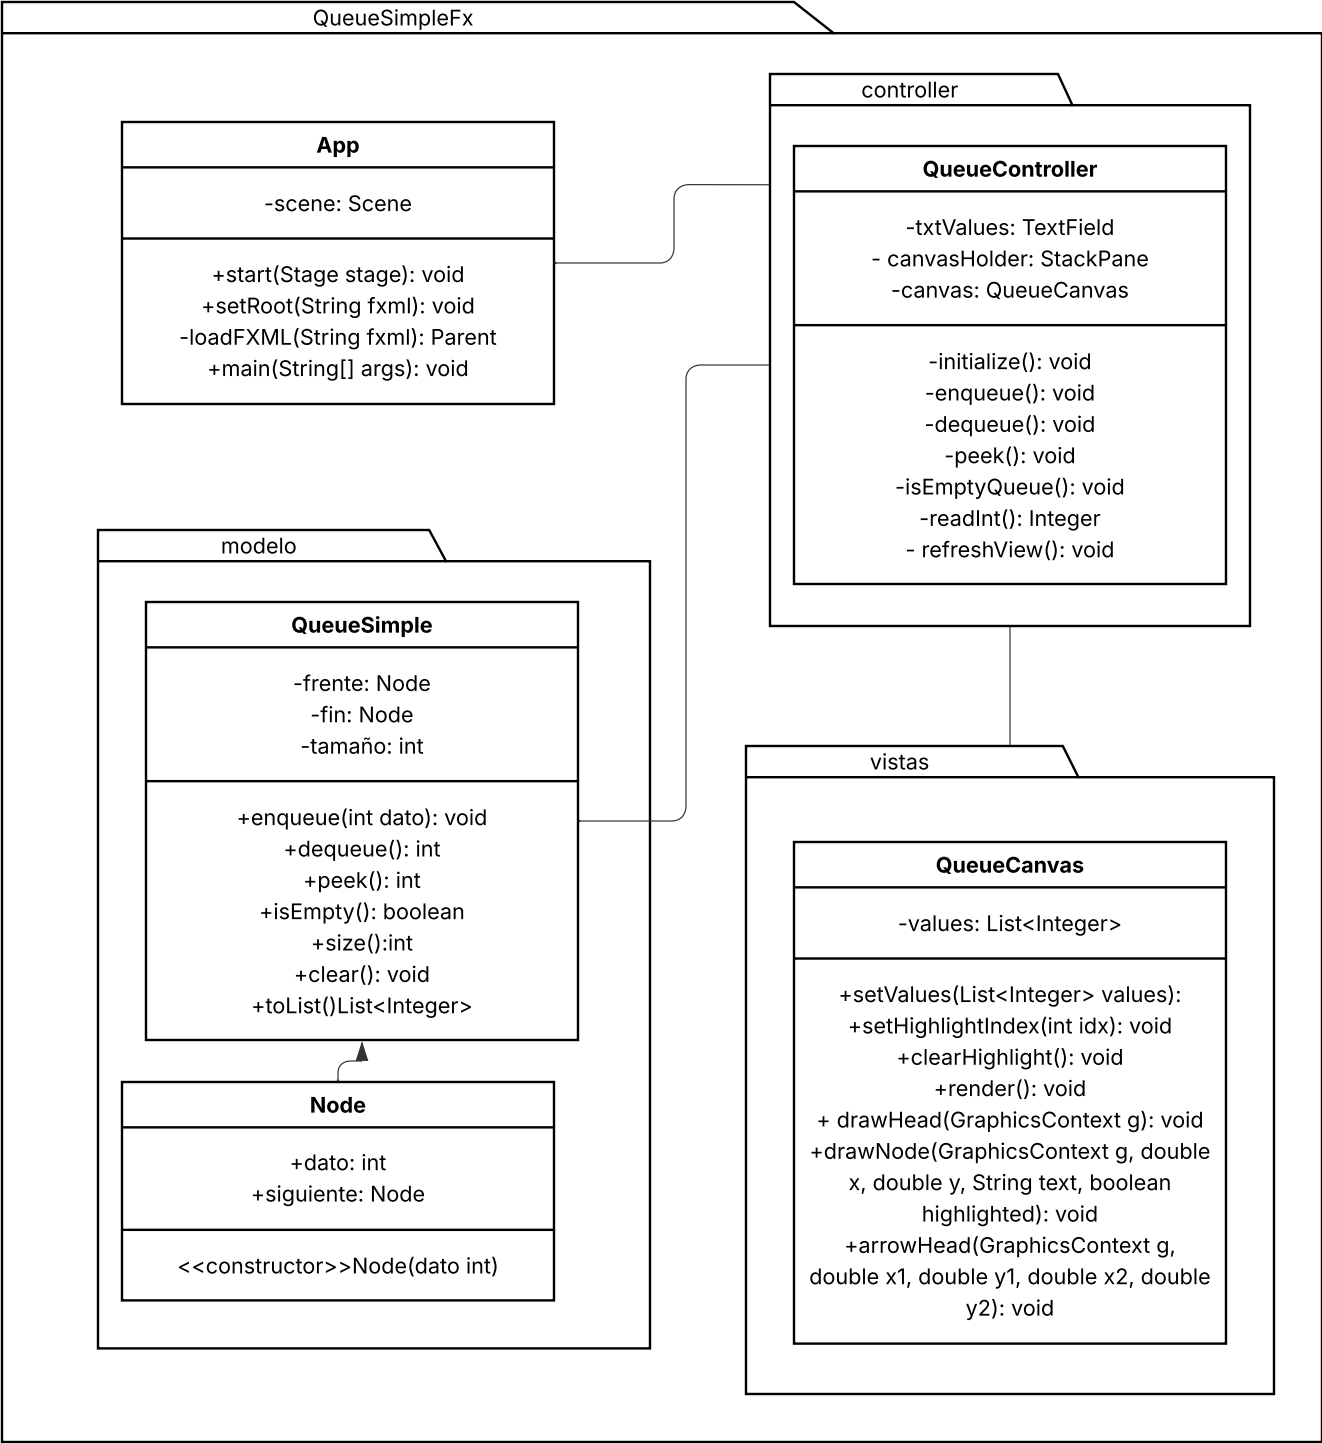 QueueSimpleFx
App
-scene: Scene
+start(Stage stage): void
+setRoot(String fxml): void
-loadFXML(String fxml): Parent
+main(String[] args): void
controller
QueueController
-txtValues: TextField
- canvasHolder: StackPane
-canvas: QueueCanvas
-initialize(): void
-enqueue(): void
-dequeue(): void
-peek(): void
-isEmptyQueue(): void
-readInt(): Integer
- refreshView(): void
modelo
QueueSimple
-frente: Node
-fin: Node
-tamaño: int
+enqueue(int dato): void
+dequeue(): int
+peek(): int
+isEmpty(): boolean
+size():int
+clear(): void
+toList()List<Integer>
Node
+dato: int
+siguiente: Node
<<constructor>>Node(dato int)
vistas
QueueCanvas
-values: List<Integer>
+setValues(List<Integer> values):
+setHighlightIndex(int idx): void
+clearHighlight(): void
+render(): void
+ drawHead(GraphicsContext g): void
+drawNode(GraphicsContext g, double
x, double y, String text, boolean
highlighted): void
+arrowHead(GraphicsContext g,
double x1, double y1, double x2, double
y2): void